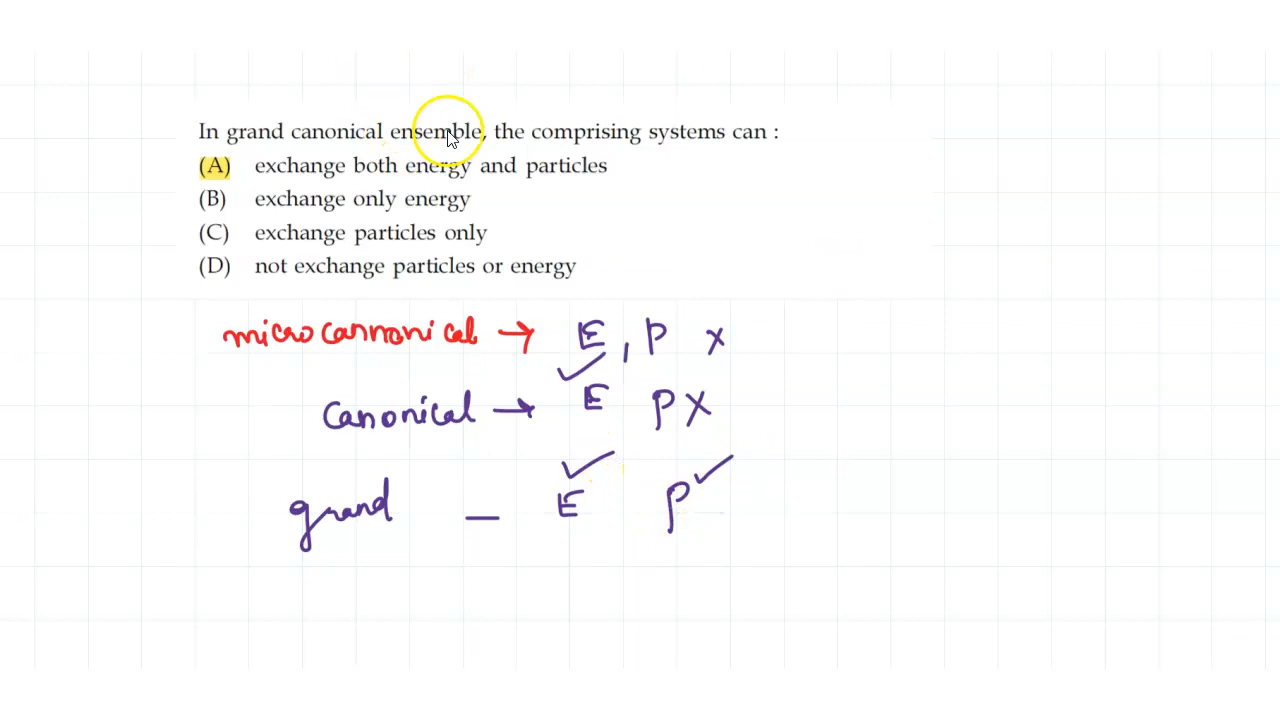 In grand canonical ensemble, the comprising systems can :
(A) exchange both energy and particles
(B) exchange only energy
(C) exchange particles only
(D) not exchange particles or energy
microcannonical → E, P ×
✓
canonical → E P X
✓ ✓
grand — E P